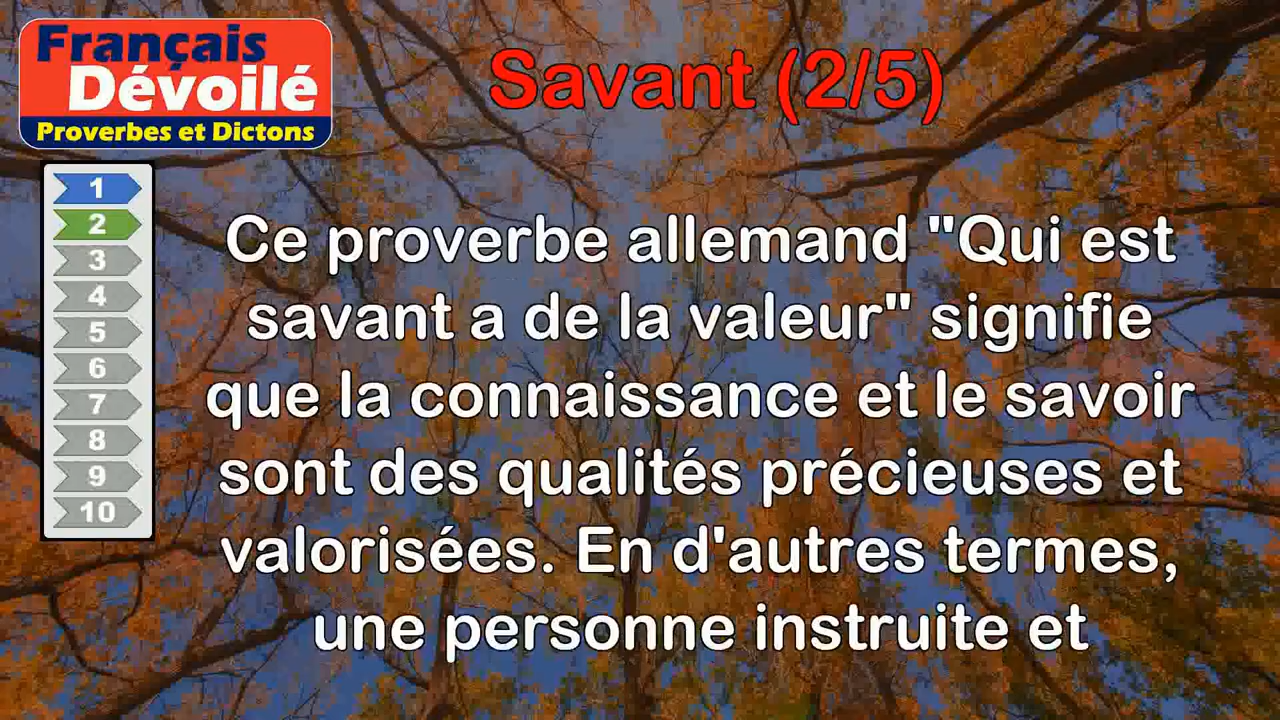 Français
Dévoilé
Proverbes et Dictons
Savant (2/5)
1
2
3
4
5
6
7
8
9
10
Ce proverbe allemand "Qui est
savant a de la valeur" signifie
que la connaissance et le savoir
sont des qualités précieuses et
valorisées. En d'autres termes,
une personne instruite et